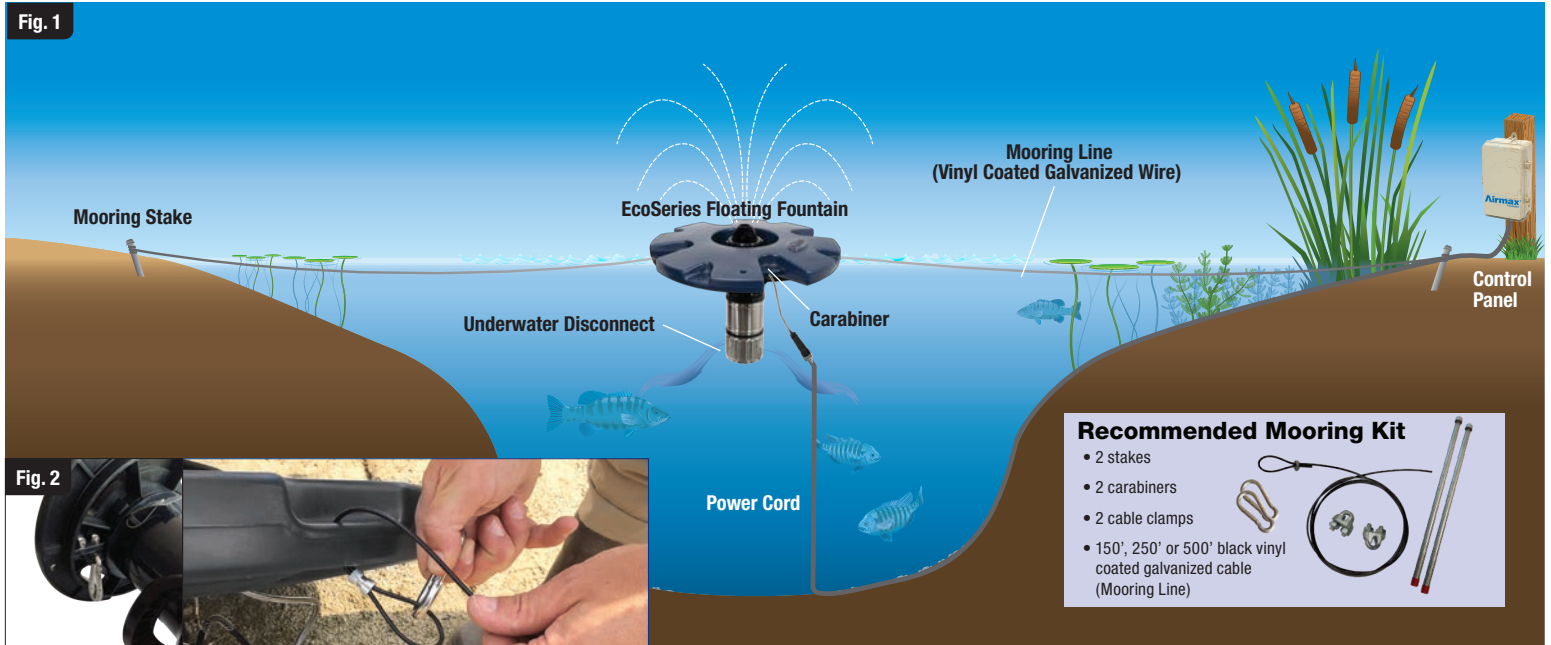 Fig. 1
Mooring Line
(Vinyl Coated Galvanized Wire)
EcoSeries Floating Fountain
Mooring Stake
Airmax
Control
Panel
Underwater Disconnect
Carabiner
Power Cord
Recommended Mooring Kit
• 2 stakes
• 2 carabiners
• 2 cable clamps
• 150', 250' or 500' black vinyl
coated galvanized cable
(Mooring Line)
Fig. 2